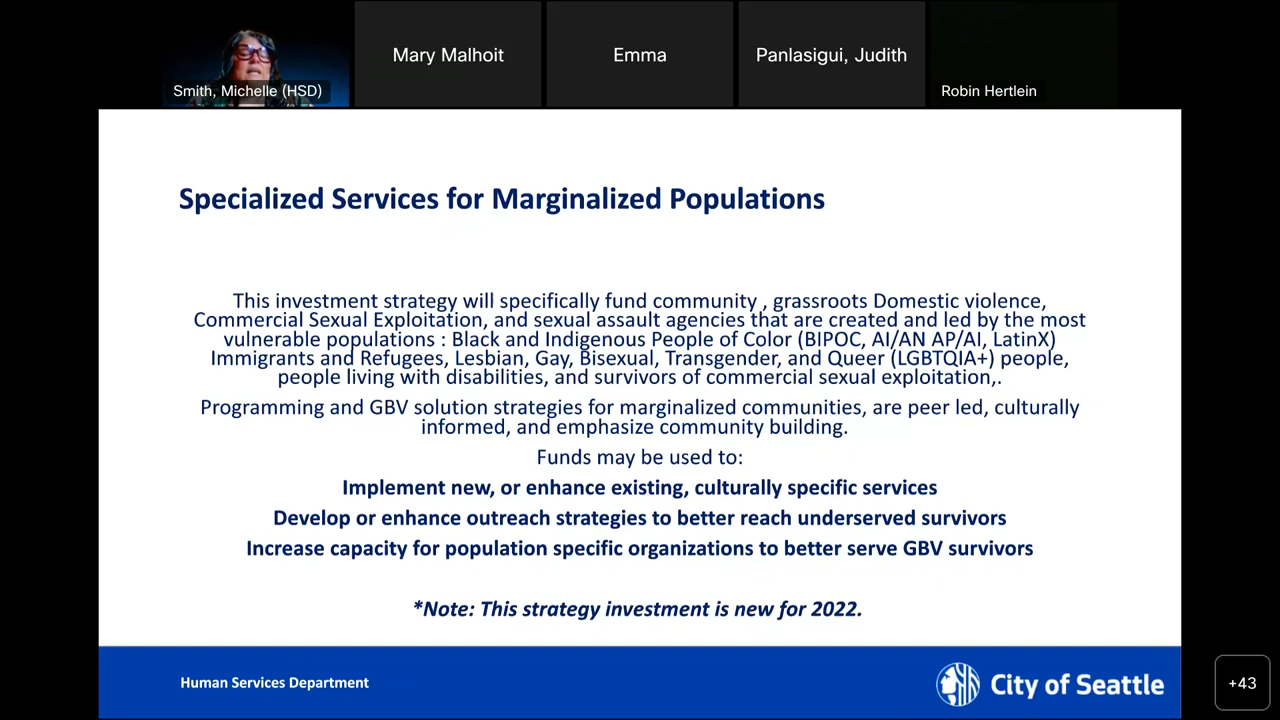 Smith, Michelle (HSD)
Mary Malhoit
Emma
Panlasigui, Judith
Robin Hertlein
Specialized Services for Marginalized Populations
This investment strategy will specifically fund community , grassroots Domestic violence,
Commercial Sexual Exploitation, and sexual assault agencies that are created and led by the most
vulnerable populations : Black and Indigenous People of Color (BIPOC, AI/AN AP/AI, LatinX)
Immigrants and Refugees, Lesbian, Gay, Bisexual, Transgender, and Queer (LGBTQIA+) people,
people living with disabilities, and survivors of commercial sexual exploitation,.
Programming and GBV solution strategies for marginalized communities, are peer led, culturally
informed, and emphasize community building.
Funds may be used to:
Implement new, or enhance existing, culturally specific services
Develop or enhance outreach strategies to better reach underserved survivors
Increase capacity for population specific organizations to better serve GBV survivors
*Note: This strategy investment is new for 2022.
Human Services Department
City of Seattle
+43